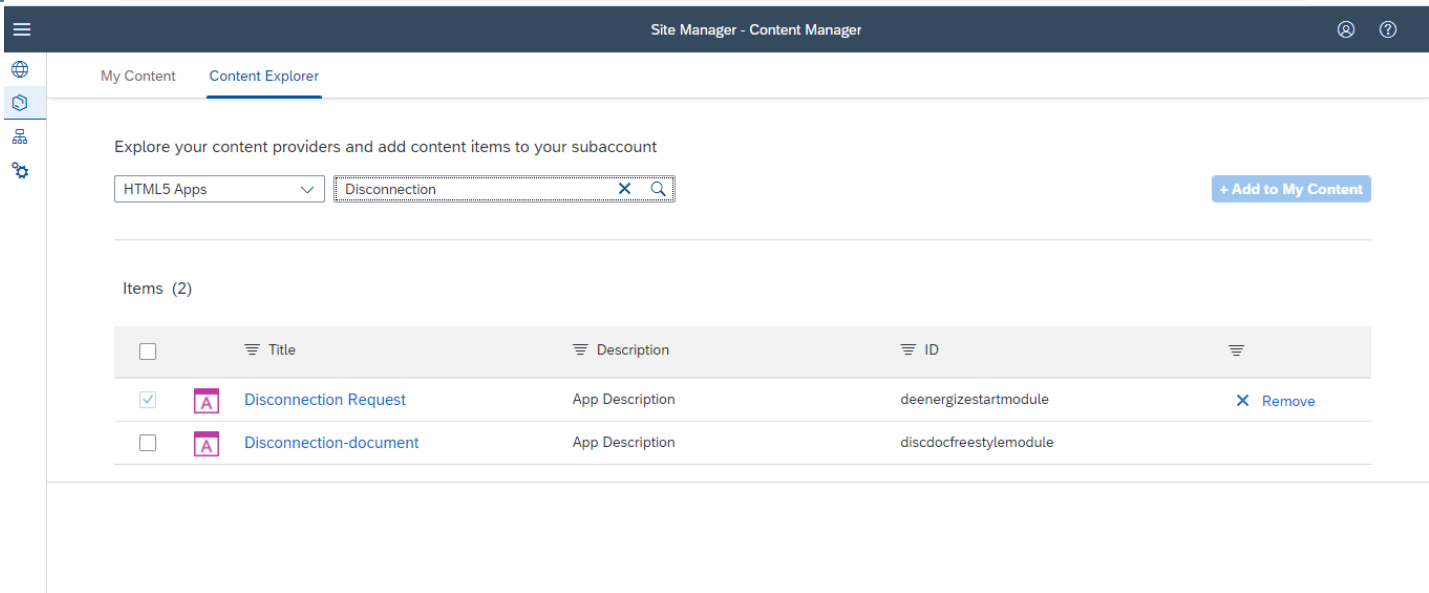 Site Manager - Content Manager
My Content Content Explorer
Explore your content providers and add content items to your subaccount
HTML5 Apps Disconnection + Add to My Content
Items (2)
Title Description ID
A Disconnection Request App Description deenergizestartmodule Remove
A Disconnection-document App Description discdocfreestylemodule